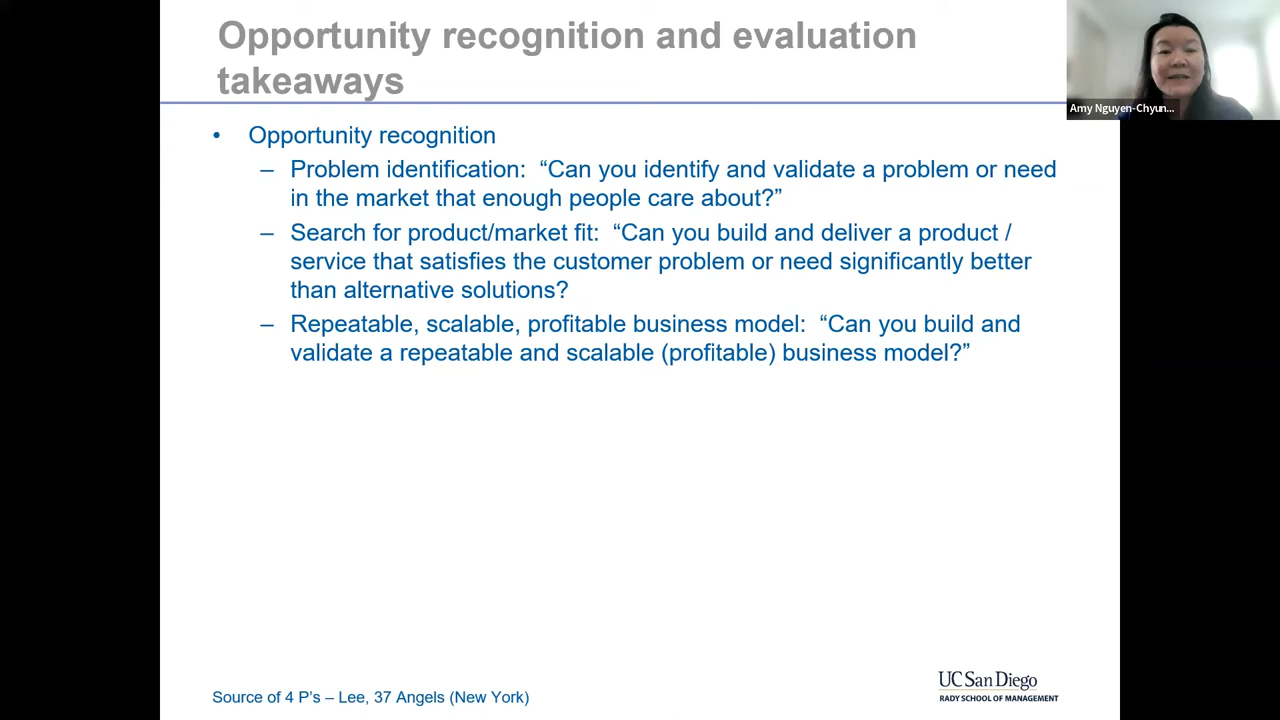 Opportunity recognition and evaluation
takeaways
Amy Nguyen-Chyun...
• Opportunity recognition
– Problem identification: “Can you identify and validate a problem or need
in the market that enough people care about?”
– Search for product/market fit: “Can you build and deliver a product /
service that satisfies the customer problem or need significantly better
than alternative solutions?
– Repeatable, scalable, profitable business model: “Can you build and
validate a repeatable and scalable (profitable) business model?”
Source of 4 P’s – Lee, 37 Angels (New York)
UC San Diego
RADY SCHOOL OF MANAGEMENT